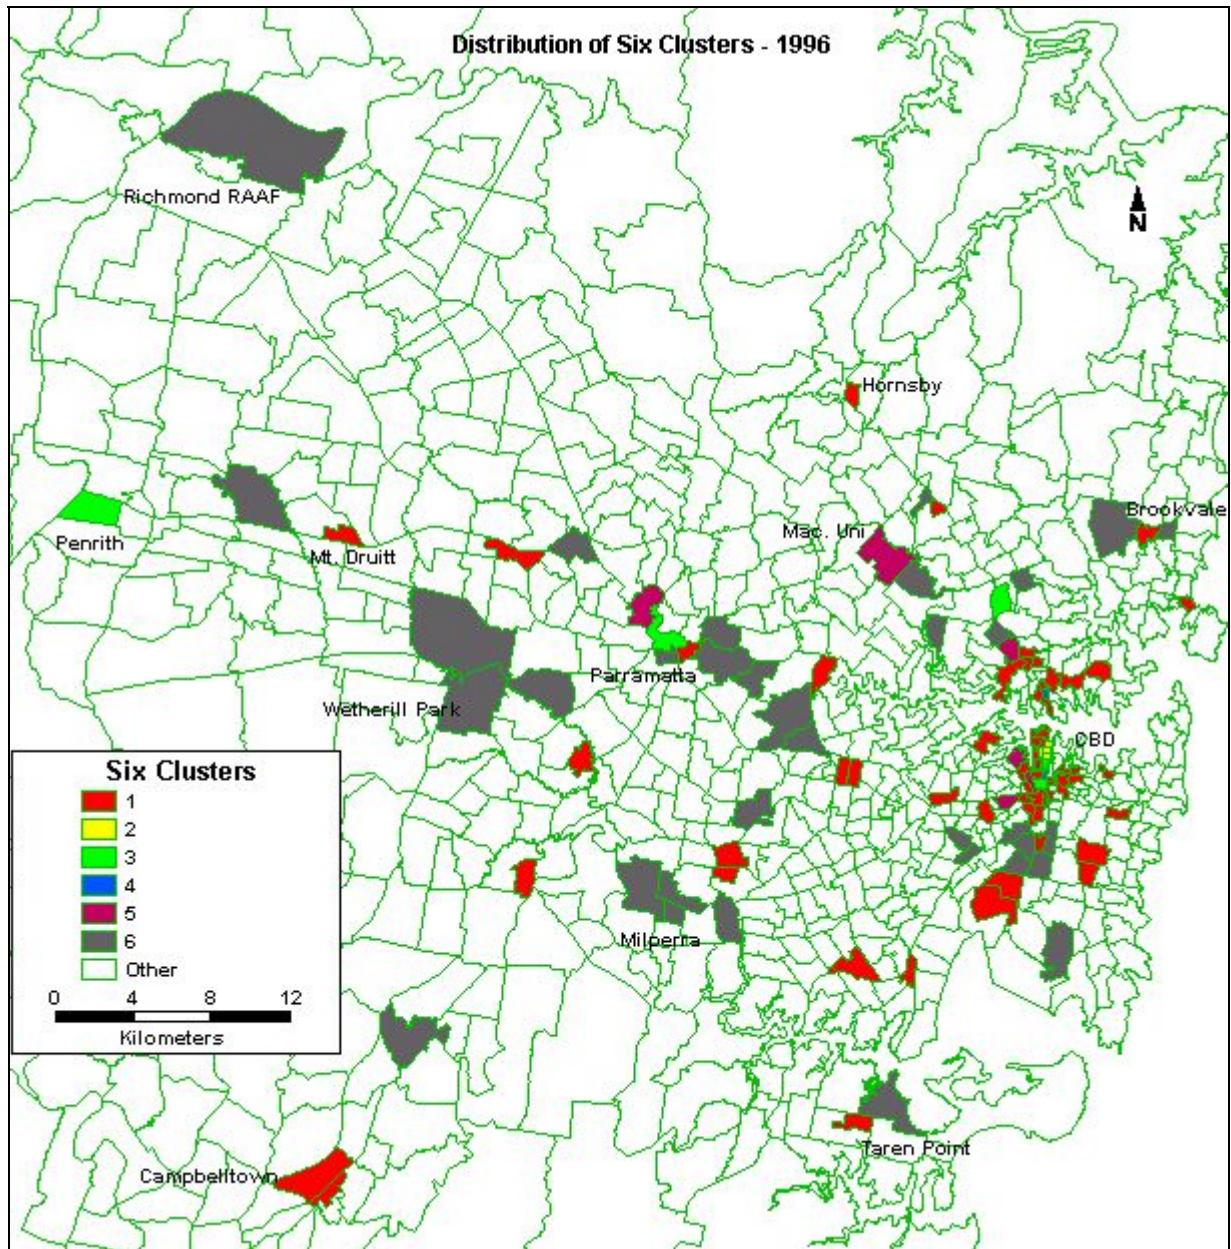 Distribution of Six Clusters - 1996
Richmond RAAF
N
Hornsby
Brookvale
Mac. Uni
Penrith
Mt. Druitt
Parramatta
Wetherill Park
CBD
Six Clusters
1
2
3
4
5
6
Other
0 4 8 12
Kilometers
Milperra
Campbelltown
Taren Point